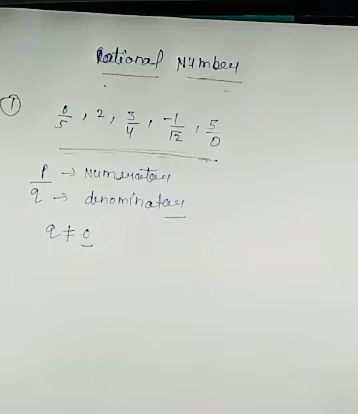 Rational Number
① 0/5 , 2 , 3/4 , -1/12 , 5/0
p/q → Numerator
→ denominator
q ≠ 0